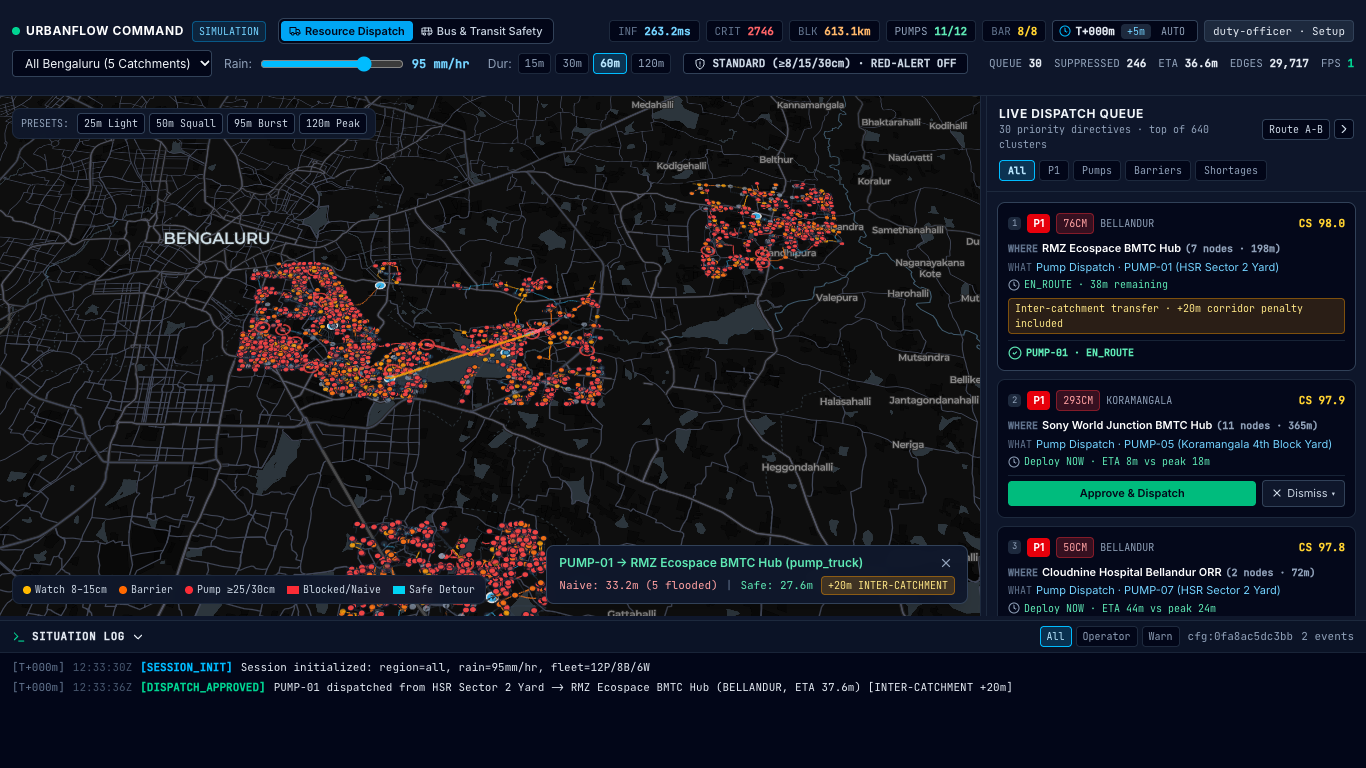 URBANFLOW COMMAND SIMULATION Resource Dispatch Bus & Transit Safety INF 263.2ms CRIT 2746 BLK 613.1km PUMPS 11/12 BAR 8/8 T+000m +5m AUTO duty-officer · Setup
All Bengaluru (5 Catchments) Rain: 95 mm/hr Dur: 15m 30m 60m 120m STANDARD (≥8/15/30cm) · RED-ALERT OFF QUEUE 30 SUPPRESSED 246 ETA 36.6m EDGES 29,717 FPS 1
PRESETS: 25m Light 50m Squall 95m Burst 120m Peak
Medahalli
Kannamangala
Bhaktarahalli
Kodihalli
Belthur
Kodigehalli
Naduvatti
Koralur
BENGALURU
Samethanahalli
Naganayakana
Kote
Valepura
Harohalli
Mutsandra
Halasahalli
Jantagondanahalli
Neriga
Heggondahalli
Gattahalli
PUMP-01 → RMZ Ecospace BMTC Hub (pump_truck)
Naive: 33.2m (5 flooded) | Safe: 27.6m +20m INTER-CATCHMENT
Watch 8–15cm Barrier Pump ≥25/30cm Blocked/Naive Safe Detour
LIVE DISPATCH QUEUE
30 priority directives · top of 640
clusters
Route A-B
All P1 Pumps Barriers Shortages
1 P1 76CM BELLANDUR CS 98.0
WHERE RMZ Ecospace BMTC Hub (7 nodes · 198m)
WHAT Pump Dispatch · PUMP-01 (HSR Sector 2 Yard)
EN_ROUTE · 38m remaining
Inter-catchment transfer · +20m corridor penalty
included
PUMP-01 · EN_ROUTE
2 P1 293CM KORAMANGALA CS 97.9
WHERE Sony World Junction BMTC Hub (11 nodes · 365m)
WHAT Pump Dispatch · PUMP-05 (Koramangala 4th Block Yard)
Deploy NOW · ETA 8m vs peak 18m
Approve & Dispatch Dismiss
3 P1 50CM BELLANDUR CS 97.8
WHERE Cloudnine Hospital Bellandur ORR (2 nodes · 72m)
WHAT Pump Dispatch · PUMP-07 (HSR Sector 2 Yard)
Deploy NOW · ETA 44m vs peak 24m
>_ SITUATION LOG All Operator Warn cfg:0fa8ac5dc3bb 2 events
[T+000m] 12:33:30Z [SESSION_INIT] Session initialized: region=all, rain=95mm/hr, fleet=12P/8B/6W
[T+000m] 12:33:36Z [DISPATCH_APPROVED] PUMP-01 dispatched from HSR Sector 2 Yard → RMZ Ecospace BMTC Hub (BELLANDUR, ETA 37.6m) [INTER-CATCHMENT +20m]